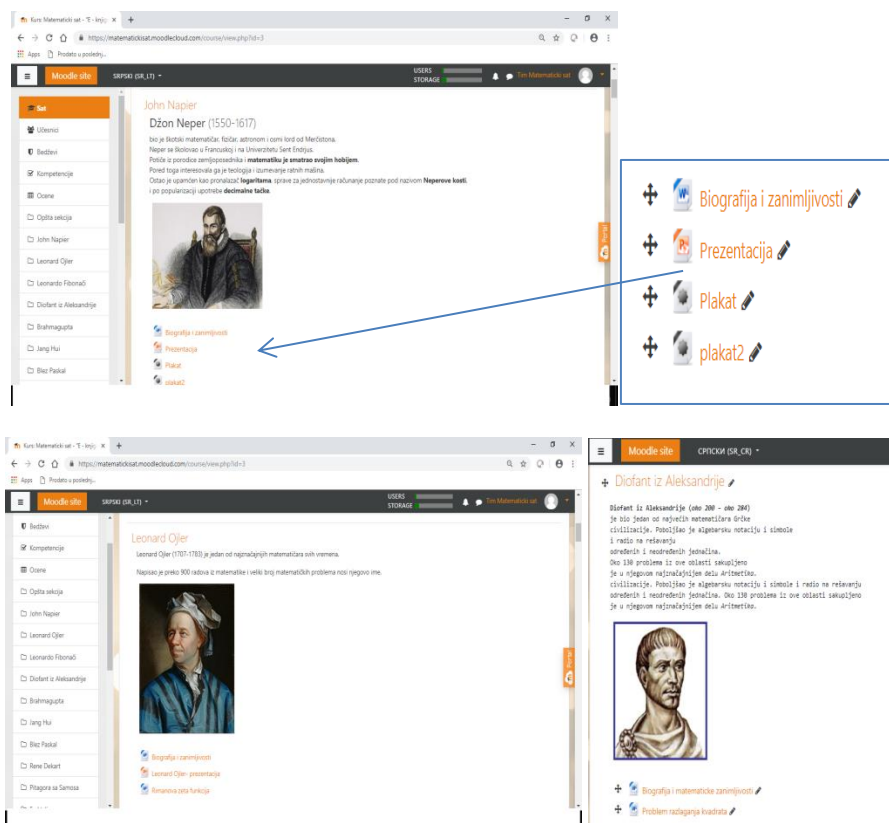 Kurs: Matematicki sat - "E - knjig
https://matematickisat.moodlecloud.com/course/view.php?id=3
Apps
Prodato u poslednj...
Moodle site
SRPSKI (SR_LT)
USERS
STORAGE
Tim Matematicki sat
Sat
Učesnici
Bedževi
Kompetencije
Ocene
Opšta sekcija
John Napier
Leonard Ojler
Leonardo Fibonači
Diofant iz Aleksandrije
Brahmagupta
Jang Hui
Blez Paskal
John Napier
Džon Neper (1550-1617)
bio je škotski matematičar, fizičar, astronom i osmi lord od Merčistona.
Neper se školovao u Francuskoj i na Univerzitetu Sent Endrjus.
Potiče iz porodice zemljoposednika i matematiku je smatrao svojim hobijem.
Pored toga interesovala ga je teologija i izumevanje ratnih mašina.
Ostao je upamćen kao pronalazač logaritama, sprave za jednostavnije računanje poznate pod nazivom Neperove kosti,
i po popularizaciji upotrebe decimalne tačke.
Biografija i zanimljivosti
Prezentacija
Plakat
plakat2
Portal
Biografija i zanimljivosti
Prezentacija
Plakat
plakat2
Kurs: Matematicki sat - "E - knjig
https://matematickisat.moodlecloud.com/course/view.php?id=3
Apps
Prodato u poslednj...
Moodle site
SRPSKI (SR_LT)
USERS
STORAGE
Tim Matematicki sat
Bedževi
Kompetencije
Ocene
Opšta sekcija
John Napier
Leonard Ojler
Leonardo Fibonači
Diofant iz Aleksandrije
Brahmagupta
Jang Hui
Blez Paskal
Rene Dekart
Pitagora sa Samosa
Leonard Ojler
Leonard Ojler (1707-1783) je jedan od najznačajnijih matematičara svih vremena.
Napisao je preko 900 radova iz matematike i veliki broj matematičkih problema nosi njegovo ime.
Biografija i zanimljivosti
Leonard Ojler- prezentacija
Rimanova zeta funkcija
Portal
Moodle site
СРПСКИ (SR_CR)
Diofant iz Aleksandrije
Diofant iz Aleksandrije (oko 200 - oko 284)
je bio jedan od najvećih matematičara Grčke
civilizacije. Poboljšao je algebarsku notaciju i simbole
i radio na rešavanju
određenih i neodređenih jednačina.
Oko 130 problema iz ove oblasti sakupljeno
je u njegovom najznačajnijem delu Aritmetika.
civilizacije. Poboljšao je algebarsku notaciju i simbole i radio na rešavanju
određenih i neodređenih jednačina. Oko 130 problema iz ove oblasti sakupljeno
je u njegovom najznačajnijem delu Aritmetika.
Biografija i matematicke zanimljivosti
Problem razlaganja kvadrata